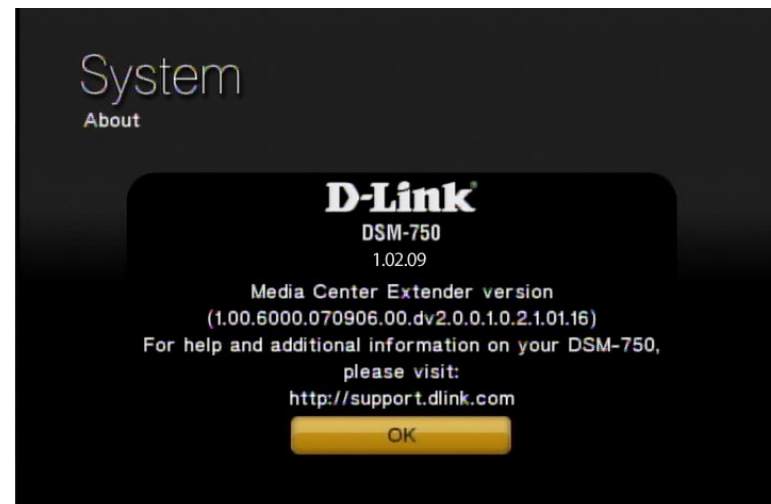 System
About
D-Link
DSM-750
1.02.09
Media Center Extender version
(1.00.6000.070906.00.dv2.0.0.1.0.2.1.01.16)
For help and additional information on your DSM-750,
please visit:
http://support.dlink.com
OK